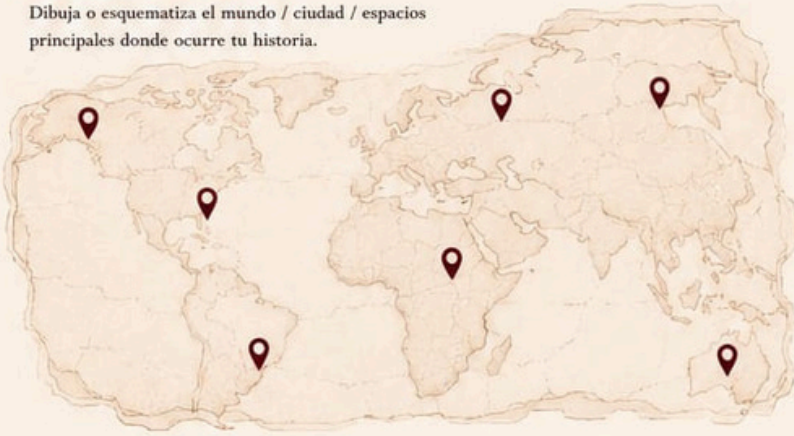 Dibuja o esquematiza el mundo / ciudad / espacios
principales donde ocurre tu historia.